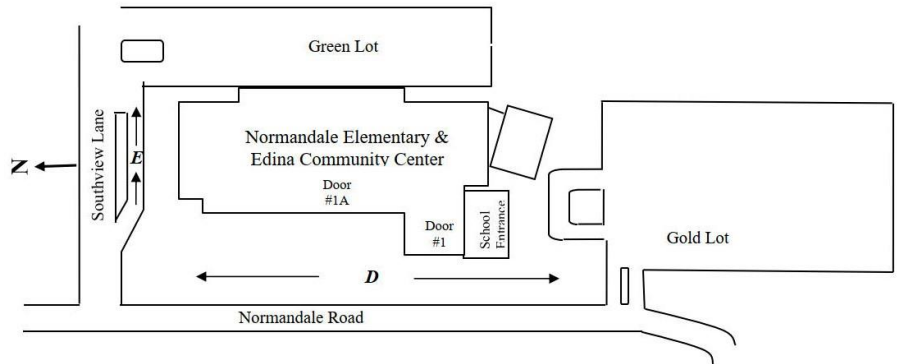 Green Lot
N
Southview Lane
E
Normandale Elementary &
Edina Community Center
Door
#1A
Door
#1
School
Entrance
Gold Lot
D
Normandale Road